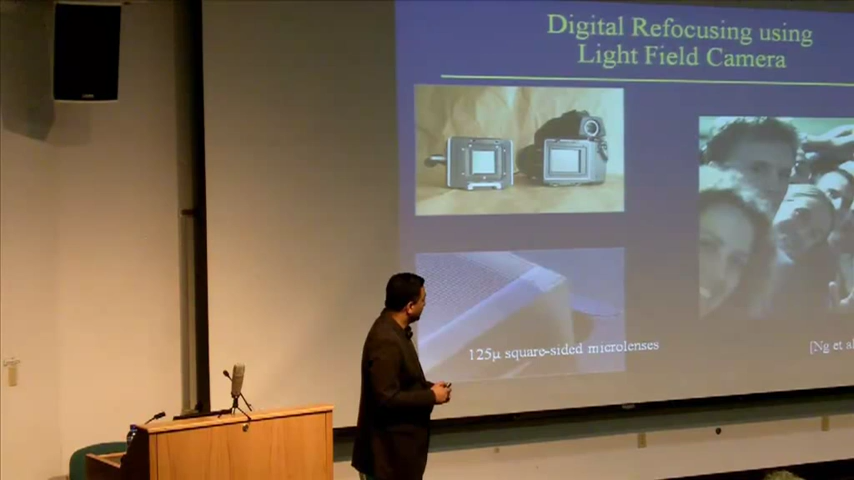 Digital Refocusing using
Light Field Camera
125μ square-sided microlenses
[Ng et al